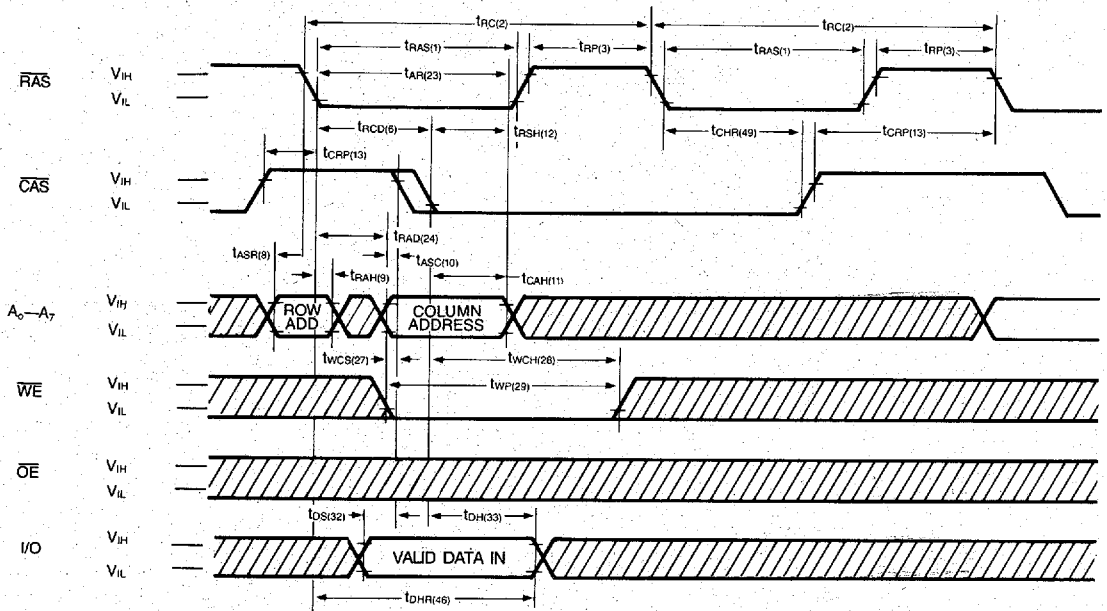 tRC(2) tRC(2)
tRAS(1) tRP(3) tRAS(1) tRP(3)
RAS VIH tAR(23)
VIL
tRCD(6) tRSH(12) tCHR(49) tCRP(13)
tCRP(13)
CAS VIH
VIL
tRAD(24)
tASR(8) tASC(10)
tRAH(9) tCAH(11)
A0—A7 VIH ROW ADD COLUMN ADDRESS
VIL
tWCS(27) tWCH(28)
WE VIH tWP(29)
VIL
OE VIH
VIL
tDS(32) tDH(33)
I/O VIH VALID DATA IN
VIL
tDHR(46)